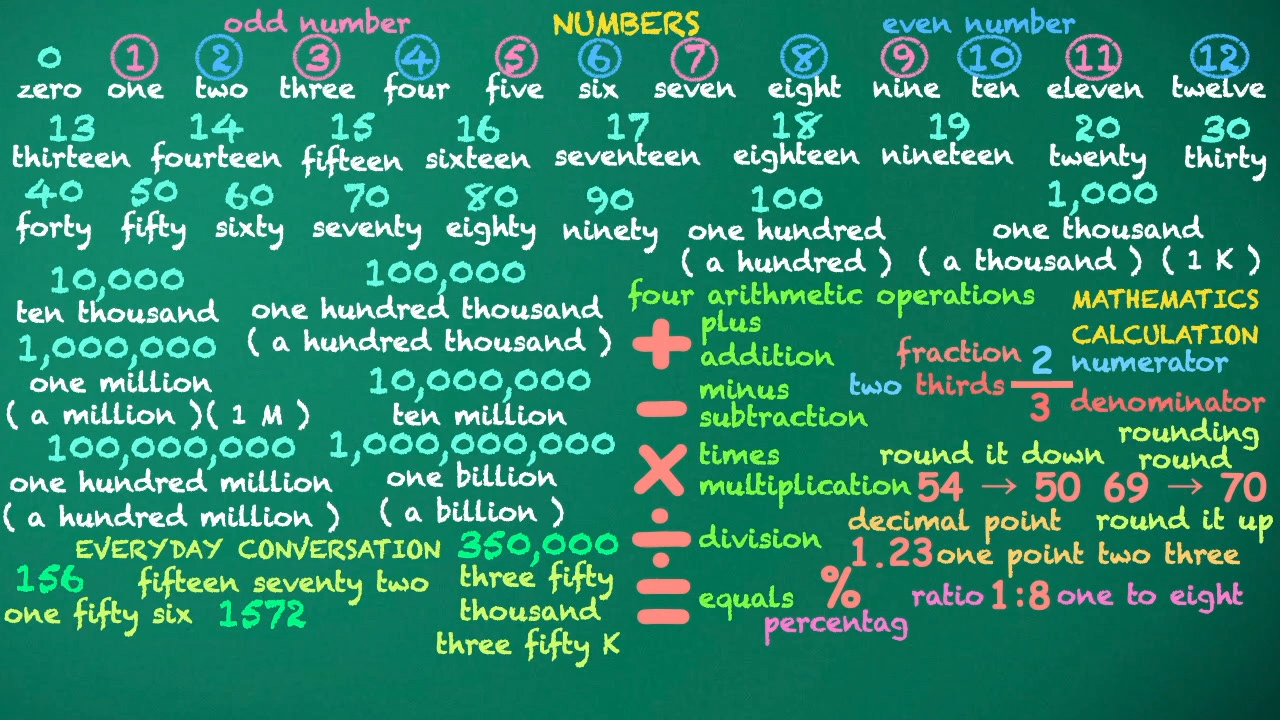 odd number NUMBERS even number
0 1 2 3 4 5 6 7 8 9 10 11 12
zero one two three four five six seven eight nine ten eleven twelve
13 14 15 16 17 18 19 20 30
thirteen fourteen fifteen sixteen seventeen eighteen nineteen twenty thirty
40 50 60 70 80 90 100 1,000
forty fifty sixty seventy eighty ninety one hundred one thousand
( a hundred ) ( a thousand ) ( 1 K )
10,000 100,000
ten thousand one hundred thousand
( a hundred thousand )
1,000,000
one million 10,000,000
( a million )( 1 M ) ten million
100,000,000 1,000,000,000
one hundred million one billion
( a hundred million ) ( a billion )
EVERYDAY CONVERSATION
156 fifteen seventy two
one fifty six 1572
350,000
three fifty
thousand
three fifty K
four arithmetic operations
+ plus
addition
- minus
subtraction
× times
multiplication
÷ division
= equals
MATHEMATICS
CALCULATION
fraction 2 numerator
two thirds
3 denominator
rounding
round it down round
54 → 50 69 → 70
decimal point round it up
1.23 one point two three
% ratio 1:8 one to eight
percentag